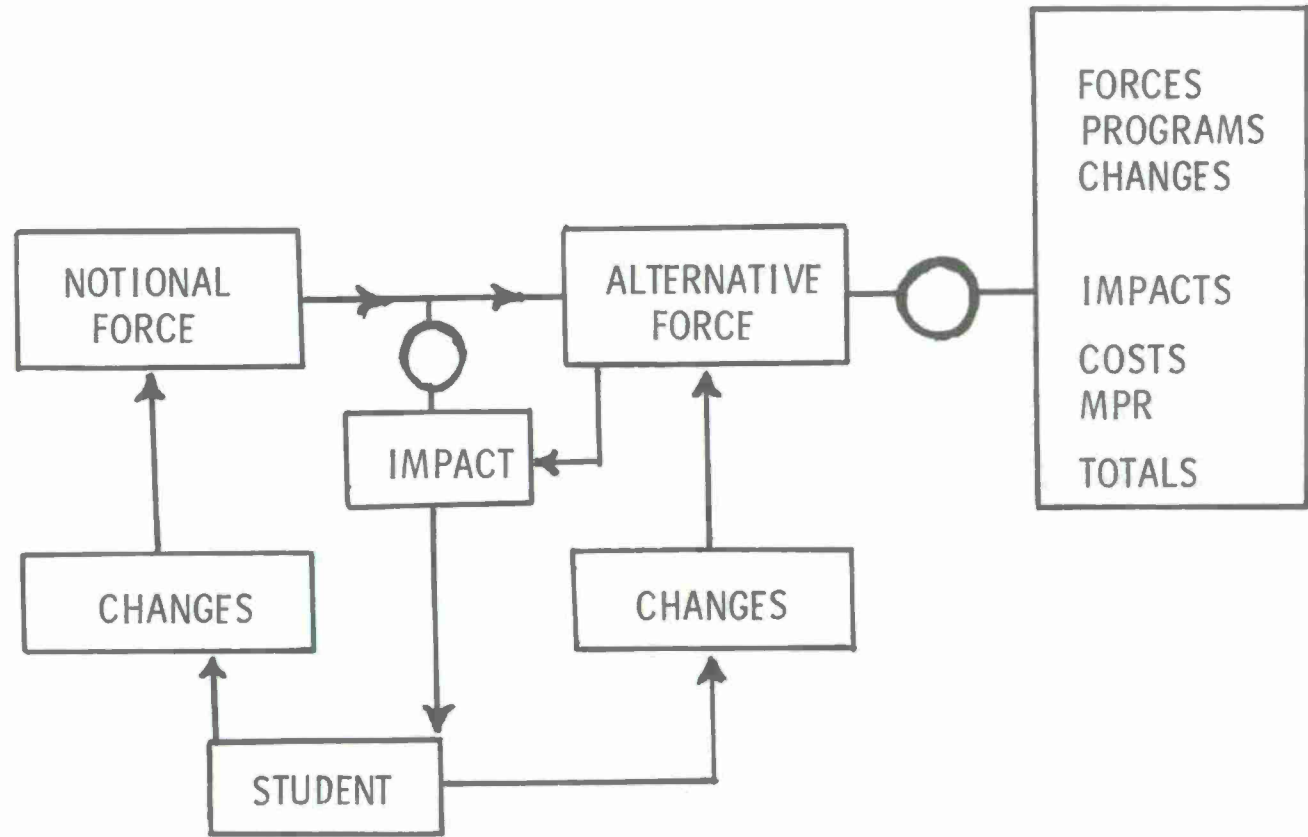 FORCES
PROGRAMS
CHANGES
IMPACTS
COSTS
MPR
TOTALS
NOTIONAL
FORCE
ALTERNATIVE
FORCE
IMPACT
CHANGES
CHANGES
STUDENT